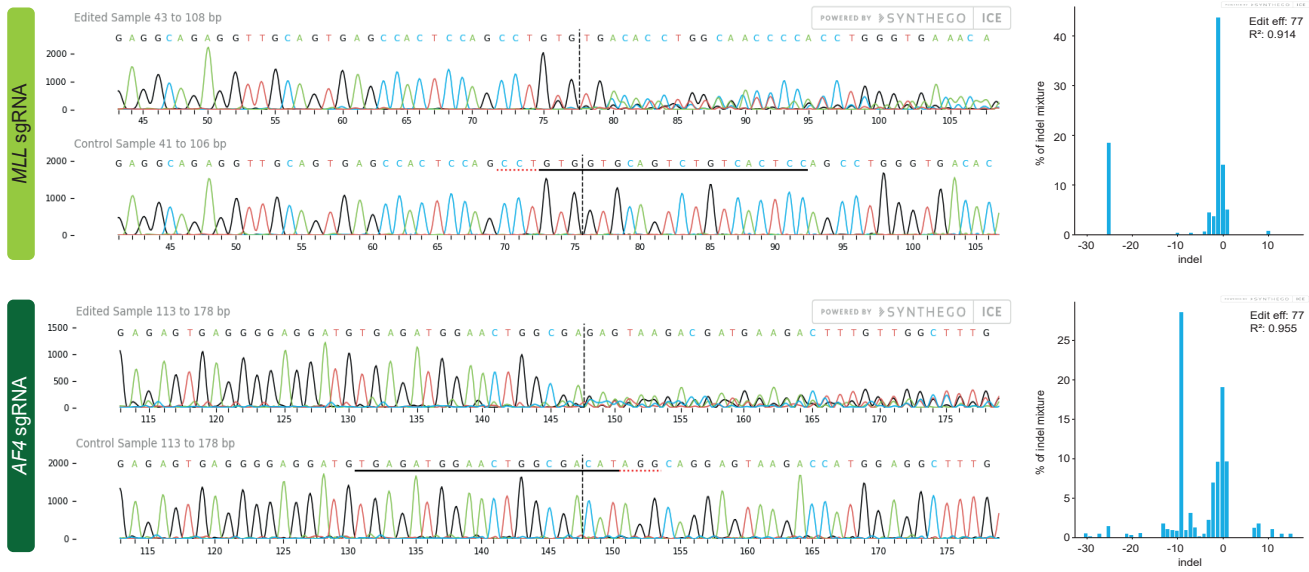 MLL sgRNA
Edited Sample 43 to 108 bp
POWERED BY SYNTHEGO ICE
G A G G C A G A G G T T G C A G T G A G C C A C T C C A G C C T G T G T G A C A C C T G G C A A C C C C A C C T G G G T G A A A C A
2000
1000
0
45 50 55 60 65 70 75 80 85 90 95 100 105
Control Sample 41 to 106 bp
G A G G C A G A G G T T G C A G T G A G C C A C T C C A G C C T G T G G T G C A G T C T G T C A C T C C A G C C T G G G T G A C A C
2000
1000
0
45 50 55 60 65 70 75 80 85 90 95 100 105
Edit eff: 77
R²: 0.914
% of indel mixture
40
30
20
10
0
-30 -20 -10 0 10
indel
AF4 sgRNA
Edited Sample 113 to 178 bp
POWERED BY SYNTHEGO ICE
G A G A G T G A G G G G A G G A T G T G A G A T G G A A C T G G C G A G A G T A A G A C G A T G A A G A C T T T G T T G G C T T T G
1500
1000
500
0
115 120 125 130 135 140 145 150 155 160 165 170 175
Control Sample 113 to 178 bp
G A G A G T G A G G G G A G G A T G T G A G A T G G A A C T G G C G A C A T A G G C A G G A G T A A G A C C A T G G A G G C T T T G
2000
1000
0
115 120 125 130 135 140 145 150 155 160 165 170 175
Edit eff: 77
R²: 0.955
% of indel mixture
25
20
15
10
5
0
-30 -20 -10 0 10
indel